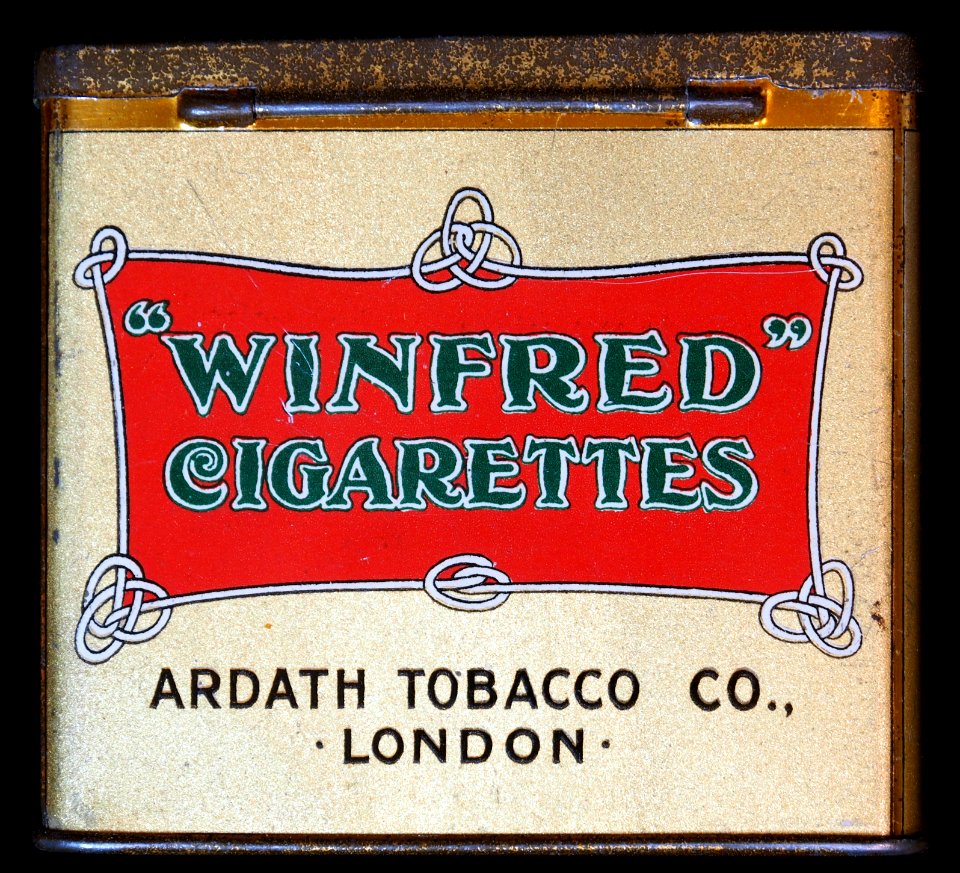 “WINFRED”
CIGARETTES
ARDATH TOBACCO CO.,
·LONDON·